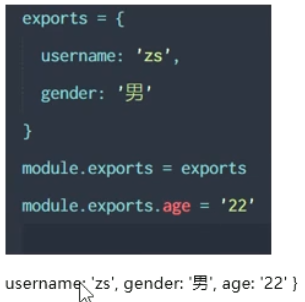 exports = {
username: 'zs',
gender: '男'
}
module.exports = exports
module.exports.age = '22'
username: 'zs', gender: '男', age: '22' }